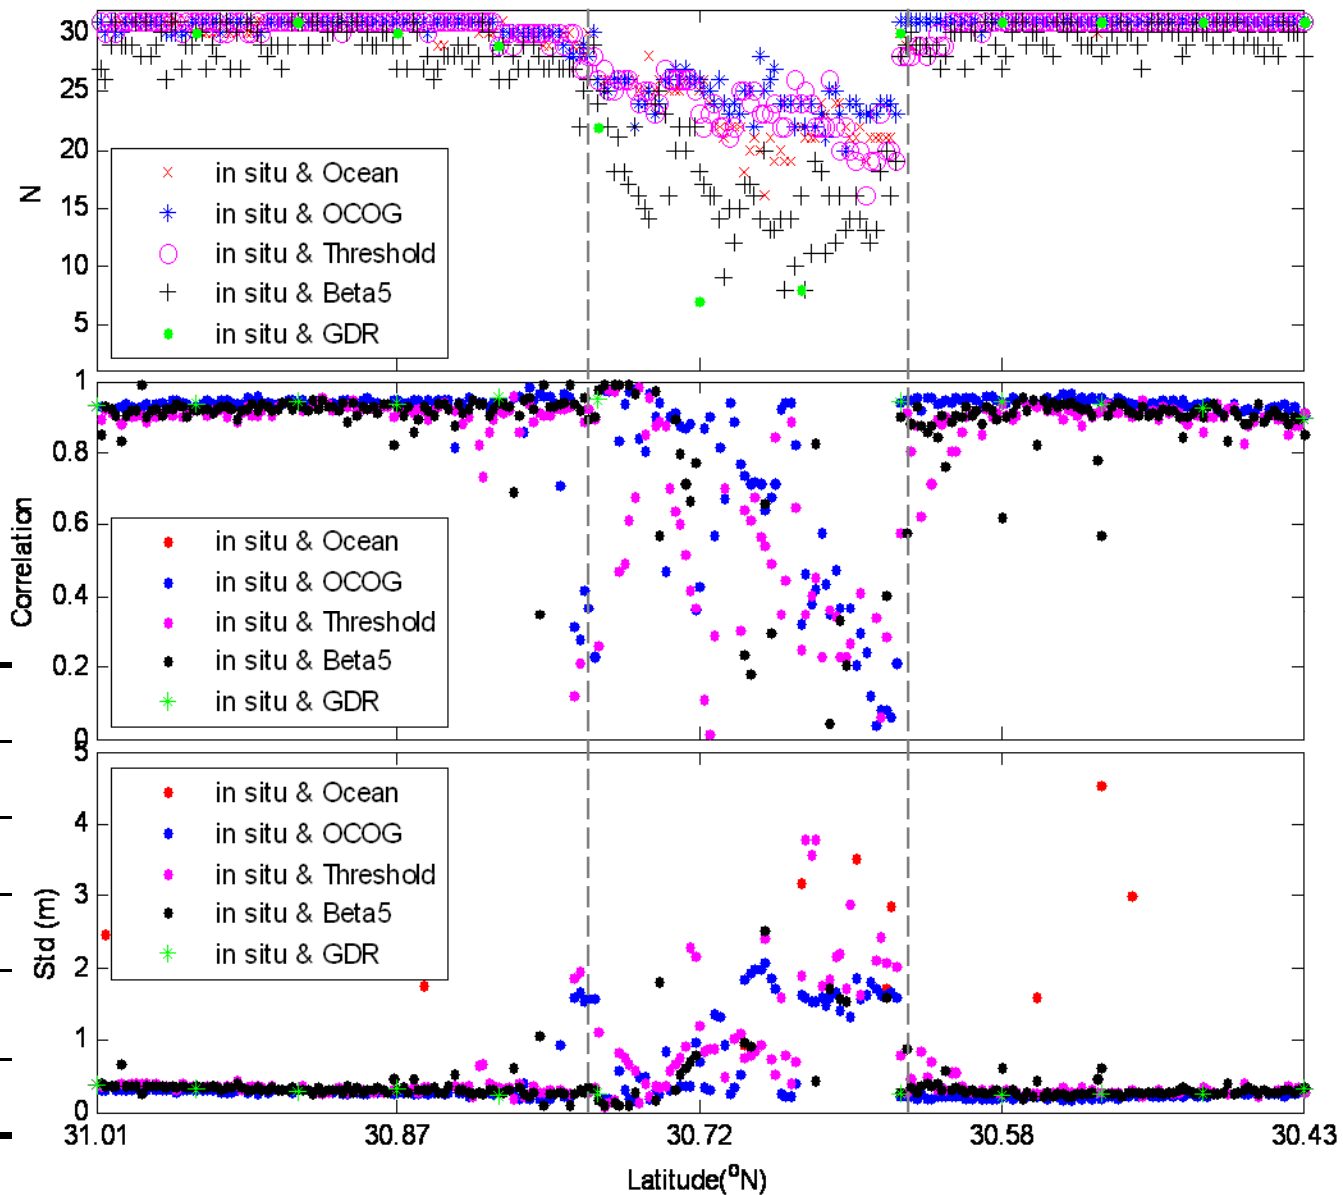 30
25
20
15
10
5
N
in situ & Ocean
in situ & OCOG
in situ & Threshold
in situ & Beta5
in situ & GDR
1
0.8
0.6
0.4
0.2
0
Correlation
in situ & Ocean
in situ & OCOG
in situ & Threshold
in situ & Beta5
in situ & GDR
5
4
3
2
1
0
Std (m)
in situ & Ocean
in situ & OCOG
in situ & Threshold
in situ & Beta5
in situ & GDR
31.01 30.87 30.72 30.58 30.43
Latitude(°N)